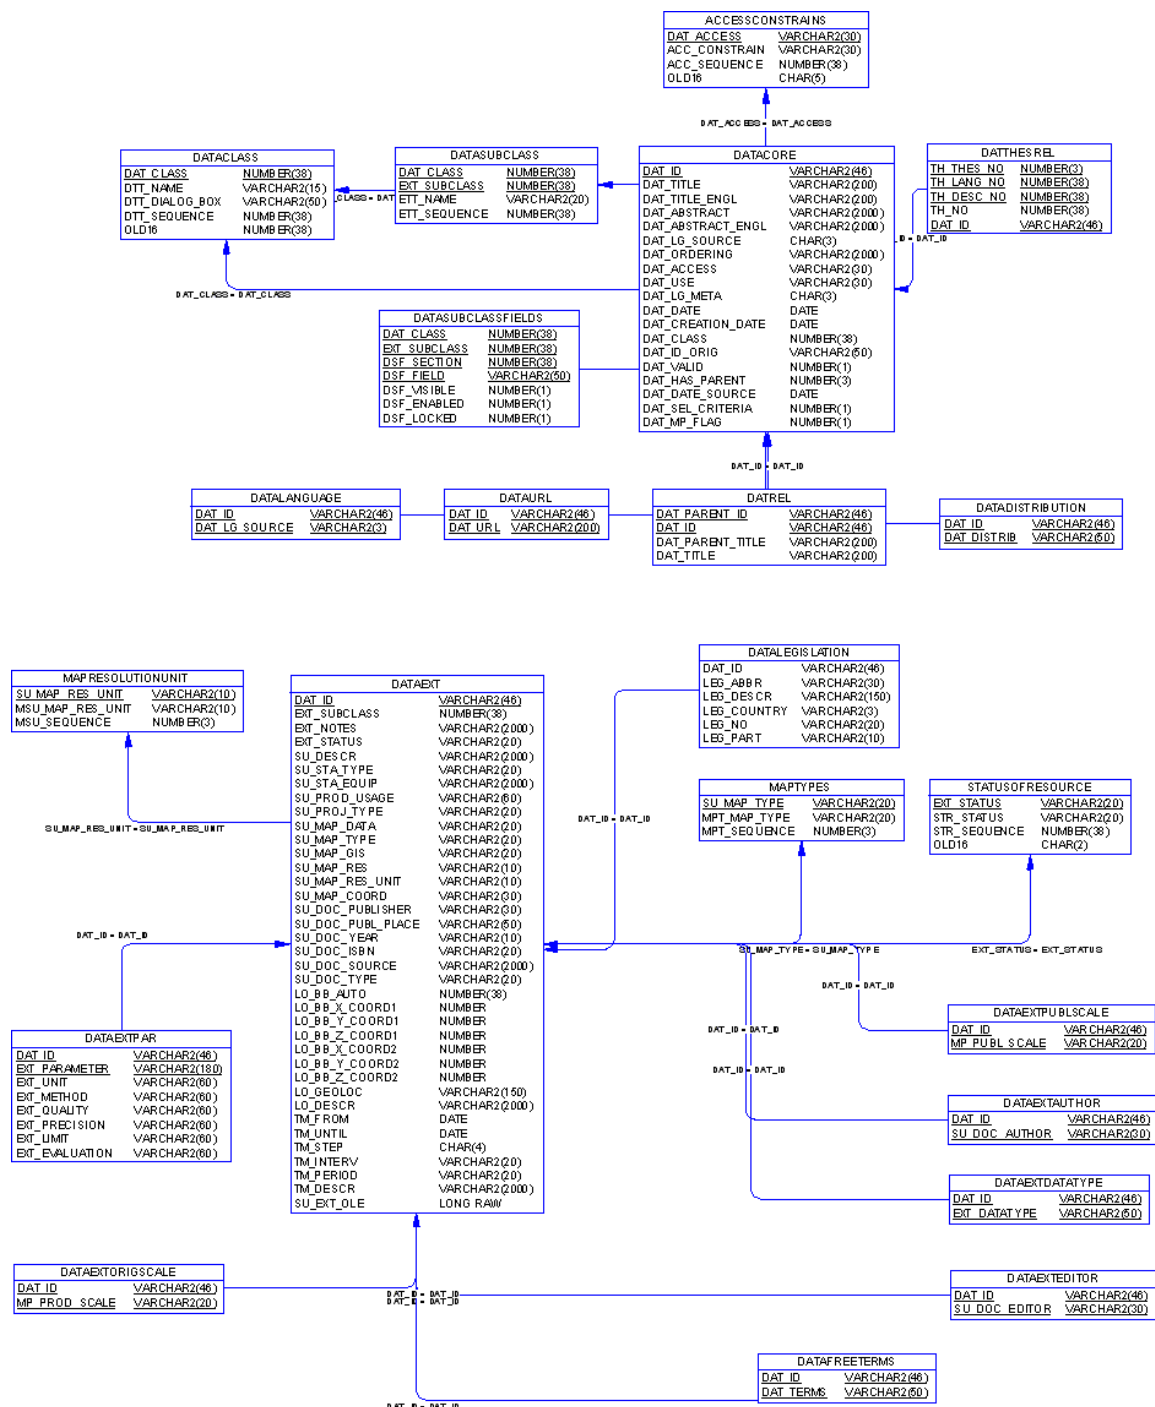 ACCESSCONSTRAINS
DAT_ACCESS VARCHAR2(30)
ACC_CONSTRAIN VARCHAR2(30)
ACC_SEQUENCE NUMBER(38)
OLD16 CHAR(5)
DAT_ACCESS = DAT_ACCESS
DATACLASS
DAT_CLASS NUMBER(38)
DTT_NAME VARCHAR2(15)
DTT_DIALOG_BOX VARCHAR2(50)
DTT_SEQUENCE NUMBER(38)
OLD16 NUMBER(38)
CLASS = DAT
DATASUBCLASS
DAT_CLASS NUMBER(38)
EXT_SUBCLASS NUMBER(38)
ETT_NAME VARCHAR2(20)
ETT_SEQUENCE NUMBER(38)
DATACORE
DAT_ID VARCHAR2(46)
DAT_TITLE VARCHAR2(200)
DAT_TITLE_ENGL VARCHAR2(200)
DAT_ABSTRACT VARCHAR2(2000)
DAT_ABSTRACT_ENGL VARCHAR2(2000)
DAT_LG_SOURCE CHAR(3)
DAT_ORDERING VARCHAR2(2000)
DAT_ACCESS VARCHAR2(30)
DAT_USE VARCHAR2(30)
DAT_LG_META CHAR(3)
DAT_DATE DATE
DAT_CREATION_DATE DATE
DAT_CLASS NUMBER(38)
DAT_ID_ORIG VARCHAR2(50)
DAT_VALID NUMBER(1)
DAT_HAS_PARENT NUMBER(3)
DAT_DATE_SOURCE DATE
DAT_SEL_CRITERIA NUMBER(1)
DAT_MP_FLAG NUMBER(1)
DATTHESREL
TH_THES_NO NUMBER(3)
TH_LANG_NO NUMBER(38)
TH_DESC_NO NUMBER(38)
TH_NO NUMBER(38)
DAT_ID VARCHAR2(46)
ID = DAT_ID
DAT_CLASS = DAT_CLASS
DATASUBCLASSFIELDS
DAT_CLASS NUMBER(38)
EXT_SUBCLASS NUMBER(38)
DSF_SECTION NUMBER(38)
DSF_FIELD VARCHAR2(50)
DSF_VISIBLE NUMBER(1)
DSF_ENABLED NUMBER(1)
DSF_LOCKED NUMBER(1)
DAT_ID = DAT_ID
DATALANGUAGE
DAT_ID VARCHAR2(46)
DAT_LG_SOURCE VARCHAR2(3)
DATAURL
DAT_ID VARCHAR2(46)
DAT_URL VARCHAR2(200)
DATREL
DAT_PARENT_ID VARCHAR2(46)
DAT_ID VARCHAR2(46)
DAT_PARENT_TITLE VARCHAR2(200)
DAT_TITLE VARCHAR2(200)
DATADISTRIBUTION
DAT_ID VARCHAR2(46)
DAT_DISTRIB VARCHAR2(50)
MAPRESOLUTIONUNIT
SU_MAP_RES_UNIT VARCHAR2(10)
MSU_MAP_RES_UNIT VARCHAR2(10)
MSU_SEQUENCE NUMBER(3)
SU_MAP_RES_UNIT = SU_MAP_RES_UNIT
DATAEXT
DAT_ID VARCHAR2(46)
EXT_SUBCLASS NUMBER(38)
EXT_NOTES VARCHAR2(2000)
EXT_STATUS VARCHAR2(20)
SU_DESCR VARCHAR2(2000)
SU_STA_TYPE VARCHAR2(20)
SU_STA_EQUIP VARCHAR2(2000)
SU_PROD_USAGE VARCHAR2(60)
SU_PROJ_TYPE VARCHAR2(20)
SU_MAP_DATA VARCHAR2(20)
SU_MAP_TYPE VARCHAR2(20)
SU_MAP_GIS VARCHAR2(20)
SU_MAP_RES VARCHAR2(10)
SU_MAP_RES_UNIT VARCHAR2(10)
SU_MAP_COORD VARCHAR2(30)
SU_DOC_PUBLISHER VARCHAR2(30)
SU_DOC_PUBL_PLACE VARCHAR2(50)
SU_DOC_YEAR VARCHAR2(10)
SU_DOC_ISBN VARCHAR2(20)
SU_DOC_SOURCE VARCHAR2(2000)
SU_DOC_TYPE VARCHAR2(20)
LO_BB_AUTO NUMBER(38)
LO_BB_X_COORD1 NUMBER
LO_BB_Y_COORD1 NUMBER
LO_BB_Z_COORD1 NUMBER
LO_BB_X_COORD2 NUMBER
LO_BB_Y_COORD2 NUMBER
LO_BB_Z_COORD2 NUMBER
LO_GEOLOC VARCHAR2(150)
LO_DESCR VARCHAR2(2000)
TM_FROM DATE
TM_UNTIL DATE
TM_STEP CHAR(4)
TM_INTERV VARCHAR2(20)
TM_PERIOD VARCHAR2(20)
TM_DESCR VARCHAR2(2000)
SU_EXT_OLE LONG RAW
DATALEGISLATION
DAT_ID VARCHAR2(46)
LEG_ABBR VARCHAR2(30)
LEG_DESCR VARCHAR2(150)
LEG_COUNTRY VARCHAR2(3)
LEG_NO VARCHAR2(20)
LEG_PART VARCHAR2(10)
MAPTYPES
SU_MAP_TYPE VARCHAR2(20)
MPT_MAP_TYPE VARCHAR2(20)
MPT_SEQUENCE NUMBER(3)
STATUSOFRESOURCE
EXT_STATUS VARCHAR2(20)
STR_STATUS VARCHAR2(20)
STR_SEQUENCE NUMBER(38)
OLD16 CHAR(2)
DAT_ID = DAT_ID
DAT_ID = DAT_ID
SU_MAP_TYPE = SU_MAP_TYPE
EXT_STATUS = EXT_STATUS
DAT_ID = DAT_ID
DATAEXTPUBLSCALE
DAT_ID VARCHAR2(46)
MP_PUBL_SCALE VARCHAR2(20)
DAT_ID = DAT_ID
DATAEXTPAR
DAT_ID VARCHAR2(46)
EXT_PARAMETER VARCHAR2(180)
EXT_UNIT VARCHAR2(60)
EXT_METHOD VARCHAR2(60)
EXT_QUALITY VARCHAR2(60)
EXT_PRECISION VARCHAR2(60)
EXT_LIMIT VARCHAR2(60)
EXT_EVALUATION VARCHAR2(60)
DAT_ID = DAT_ID
DATAEXTAUTHOR
DAT_ID VARCHAR2(46)
SU_DOC_AUTHOR VARCHAR2(30)
DATAEXTDATATYPE
DAT_ID VARCHAR2(46)
EXT_DATATYPE VARCHAR2(50)
DATAEXTORIGSCALE
DAT_ID VARCHAR2(46)
MP_PROD_SCALE VARCHAR2(20)
DAT_ID = DAT_ID
DAT_ID = DAT_ID
DATAEXTEDITOR
DAT_ID VARCHAR2(46)
SU_DOC_EDITOR VARCHAR2(30)
DATAFREETERMS
DAT_ID VARCHAR2(46)
DAT_TERMS VARCHAR2(50)
DAT_ID = DAT_ID